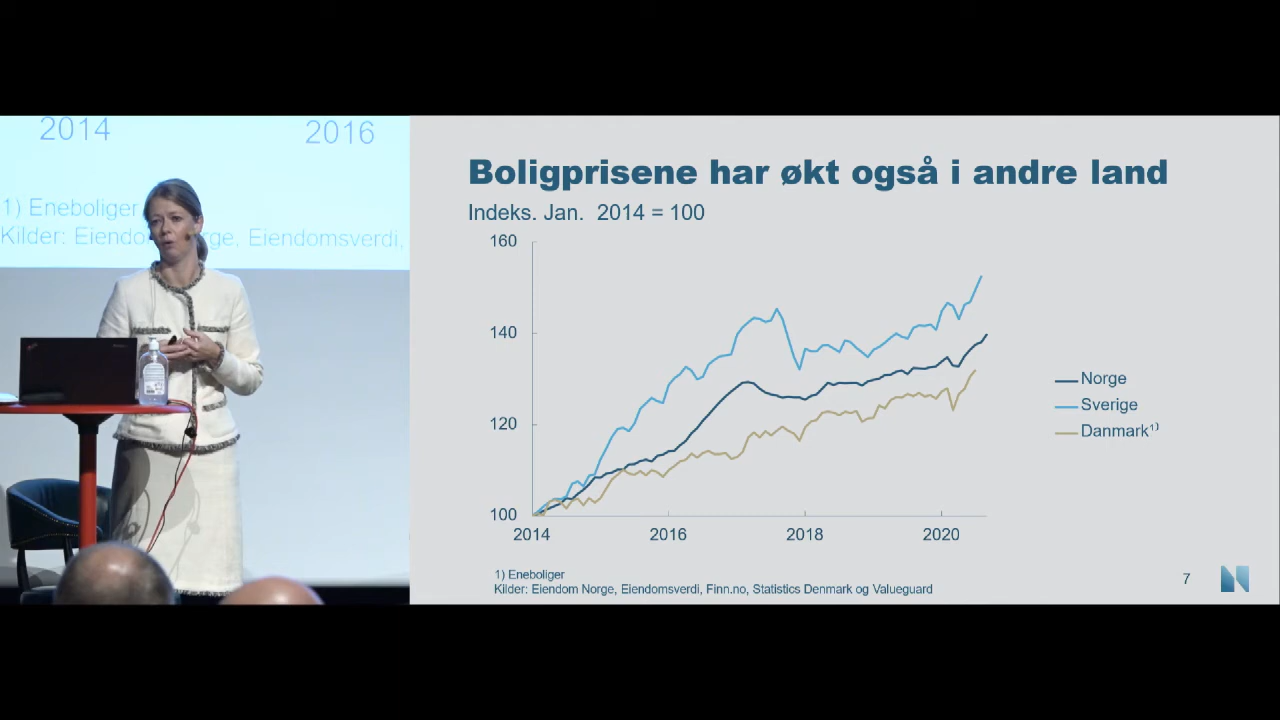 2014 2016
1) Eneboliger
Kilder: Eiendo ge, Eiendomsverdi,
Boligprisene har økt også i andre land
Indeks. Jan. 2014 = 100
160
140
120
100
2014 2016 2018 2020
Norge
Sverige
Danmark¹⁾
1) Eneboliger
Kilder: Eiendom Norge, Eiendomsverdi, Finn.no, Statistics Denmark og Valueguard
7